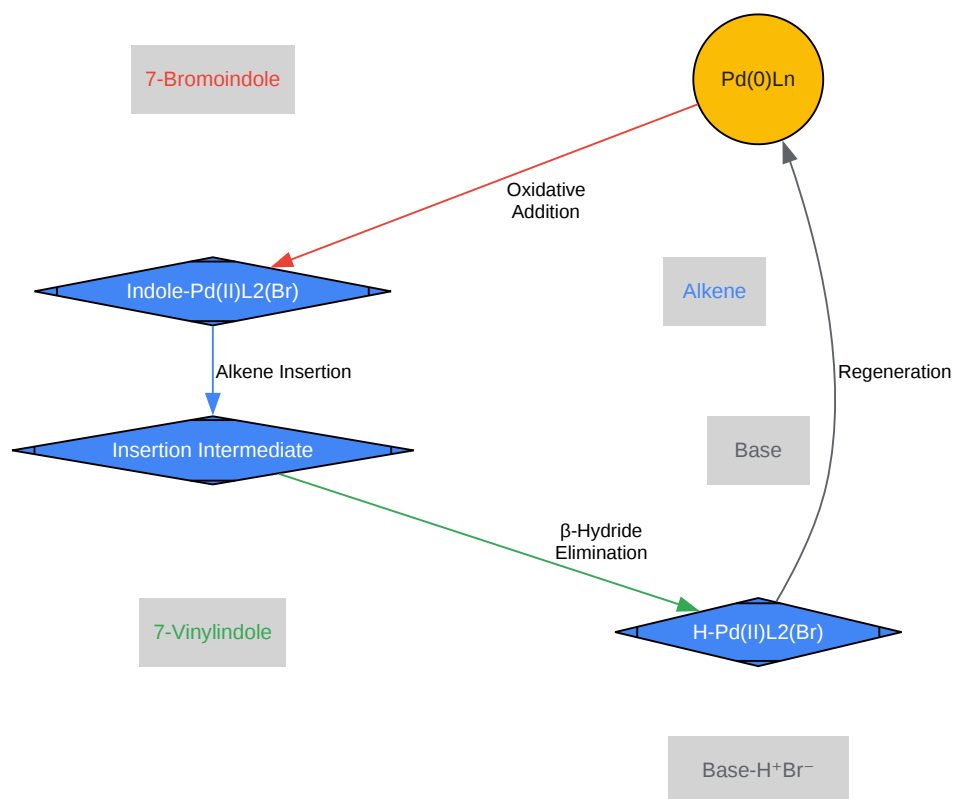 7-Bromoindole
Pd(0)Ln
Oxidative
Addition
Indole-Pd(II)L2(Br)
Alkene
Alkene Insertion
Regeneration
Insertion Intermediate
Base
β-Hydride
Elimination
7-Vinylindole
H-Pd(II)L2(Br)
Base-H⁺Br⁻